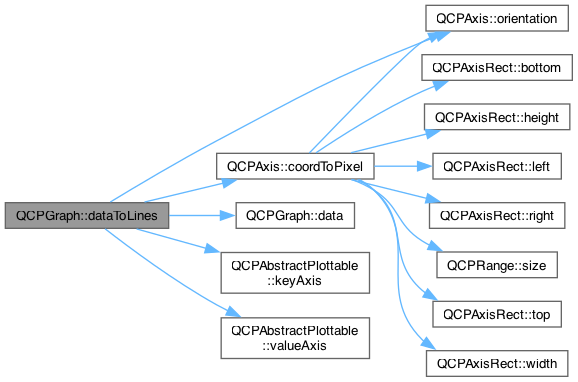 QCPGraph::dataToLines
QCPAxis::coordToPixel
QCPGraph::data
QCPAbstractPlottable
::keyAxis
QCPAbstractPlottable
::valueAxis
QCPAxis::orientation
QCPAxisRect::bottom
QCPAxisRect::height
QCPAxisRect::left
QCPAxisRect::right
QCPRange::size
QCPAxisRect::top
QCPAxisRect::width